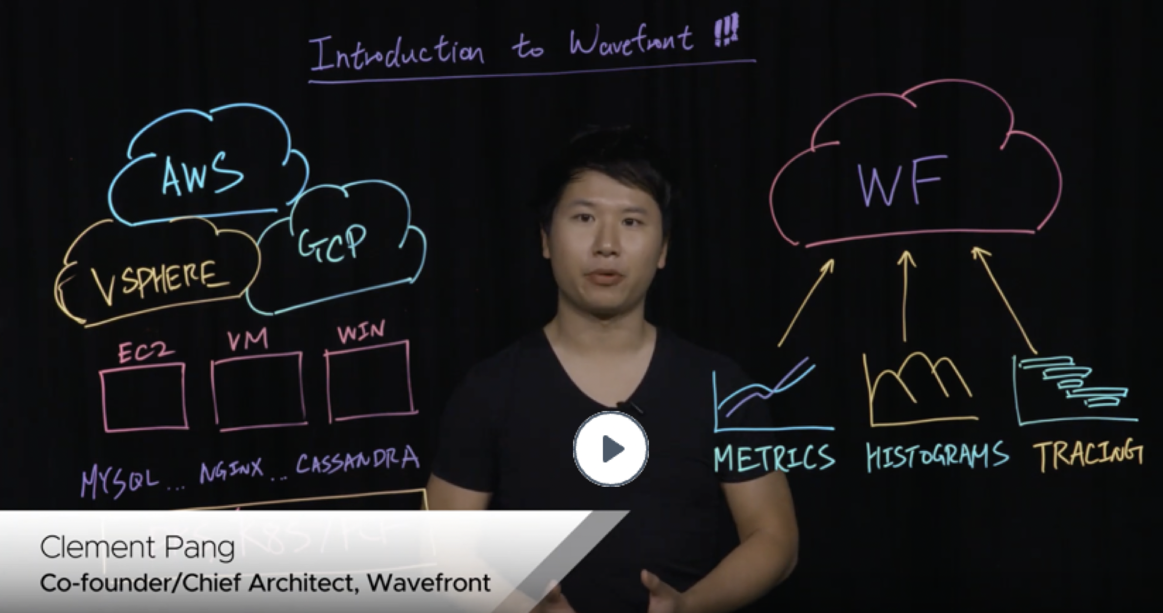 Introduction to Wavefront !!!
AWS
GCP
VSPHERE
EC2 VM WIN
MYSQL... NGINX... CASSANDRA
K8S/PCF
WF
METRICS HISTOGRAMS TRACING
Clement Pang
Co-founder/Chief Architect, Wavefront